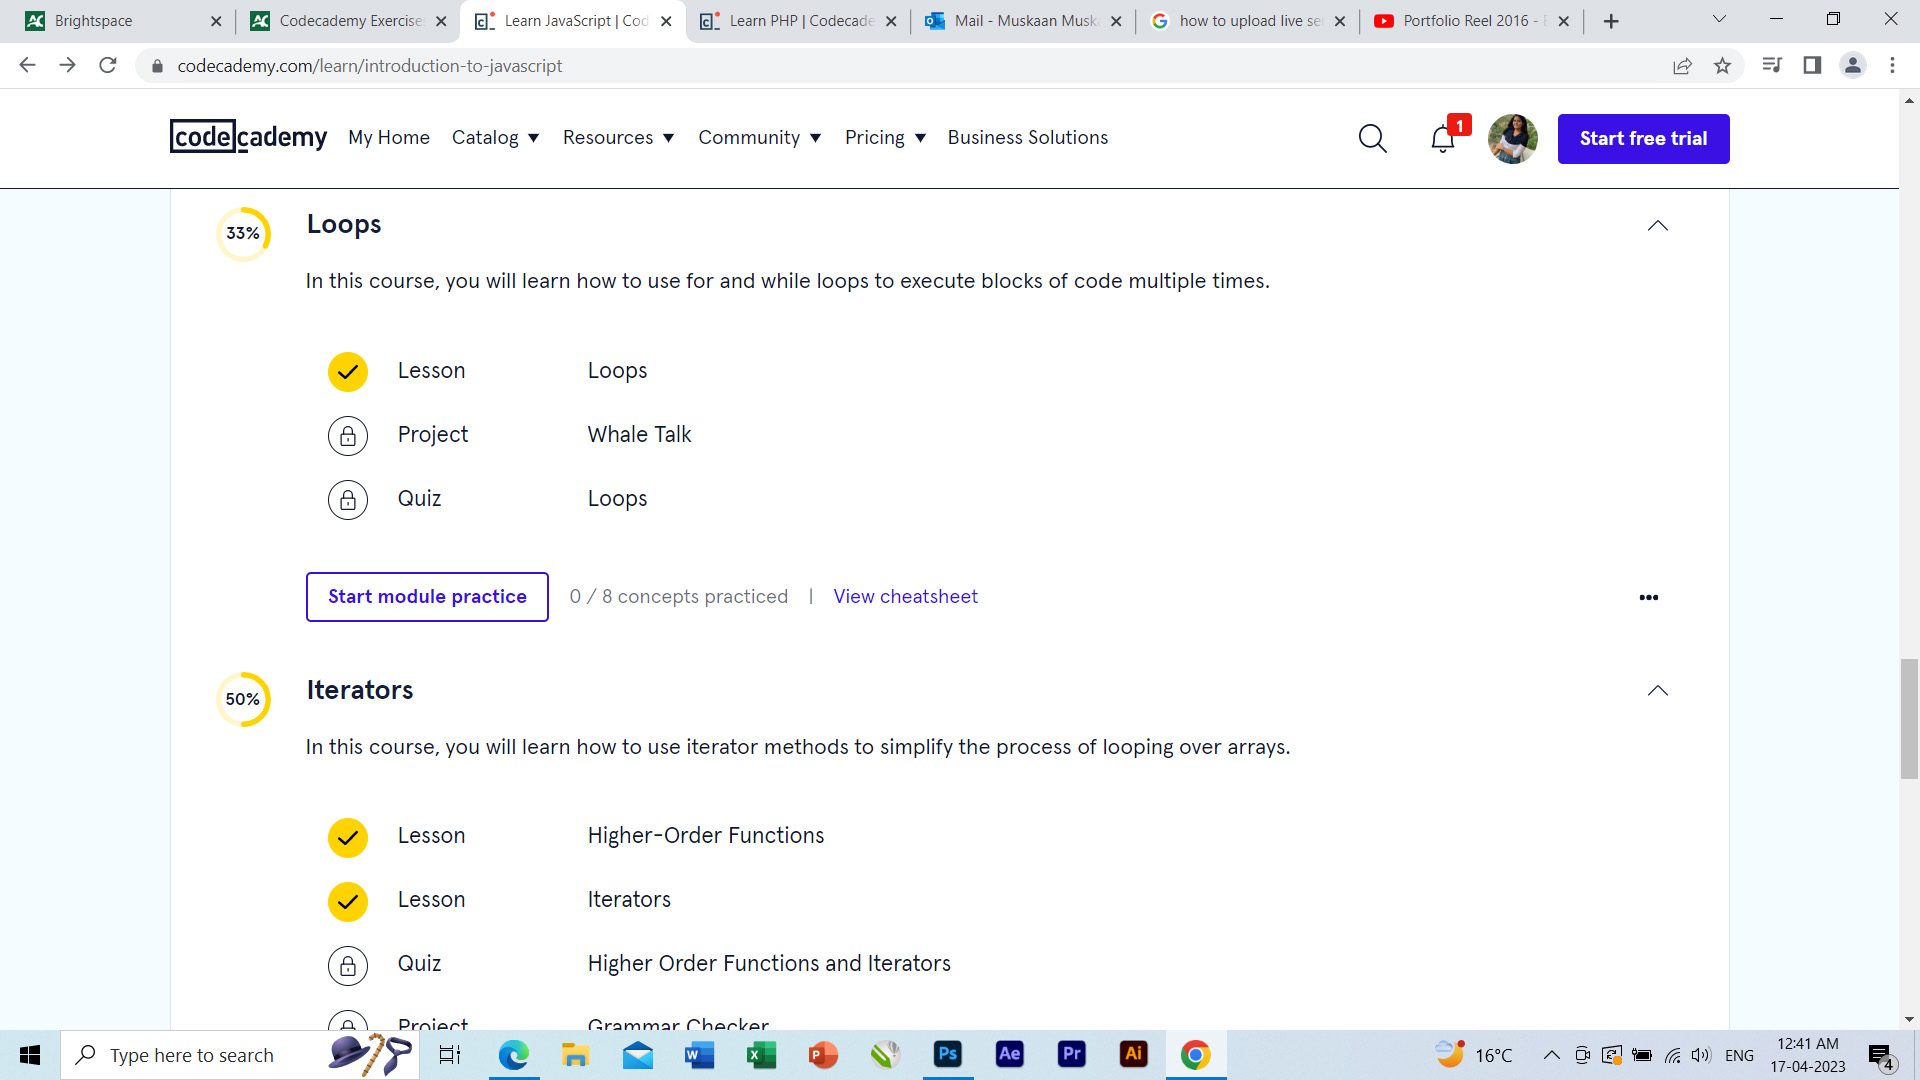 Brightspace
Codecademy Exercise
Learn JavaScript | Cod
Learn PHP | Codecade
Mail - Muskaan Musk
how to upload live se
Portfolio Reel 2016 -
codecademy.com/learn/introduction-to-javascript
codecademy
My Home
Catalog
Resources
Community
Pricing
Business Solutions
1
Start free trial
33%
Loops
In this course, you will learn how to use for and while loops to execute blocks of code multiple times.
Lesson Loops
Project Whale Talk
Quiz Loops
Start module practice
0 / 8 concepts practiced | View cheatsheet
50%
Iterators
In this course, you will learn how to use iterator methods to simplify the process of looping over arrays.
Lesson Higher-Order Functions
Lesson Iterators
Quiz Higher Order Functions and Iterators
Project Grammar Checker
Type here to search
Ps
Ae
Pr
Ai
16°C
ENG
12:41 AM
17-04-2023
4